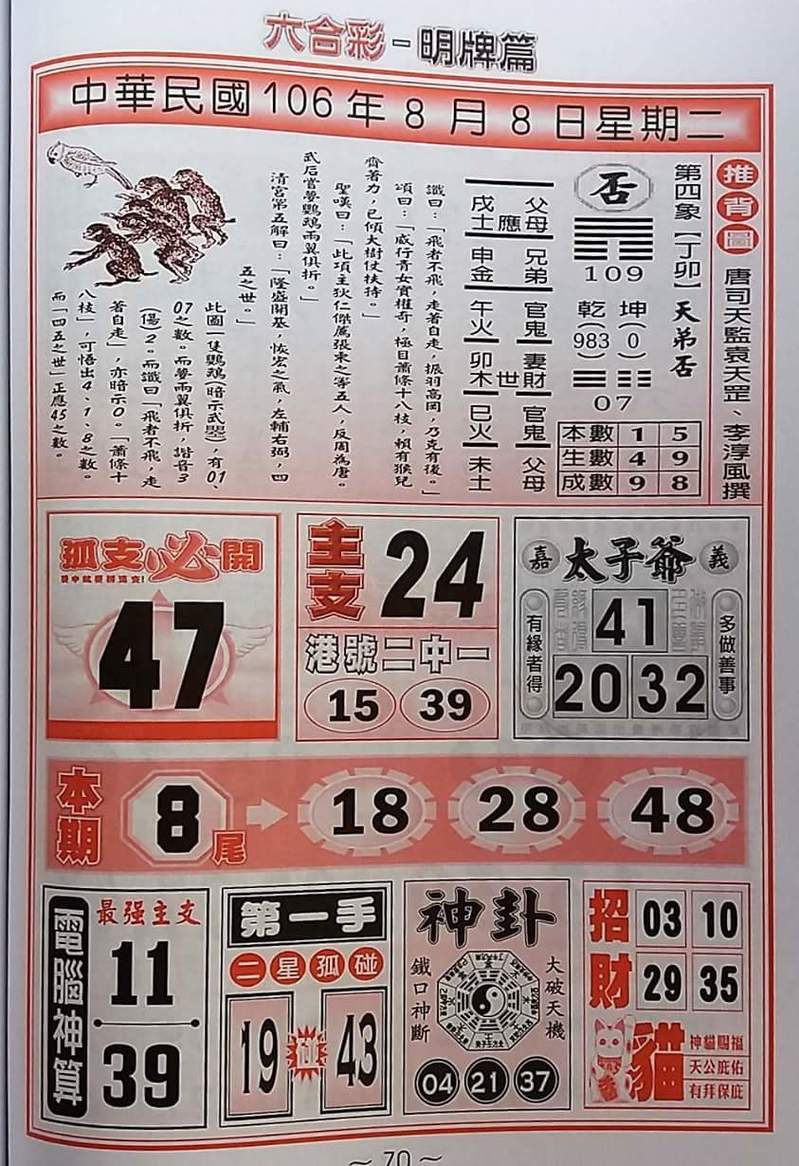 六合彩-明牌篇
中華民國106年8月8日星期二
推背圖
唐司天監袁天罡、李淳風撰
第四象【丁卯】天弟否
否
109
乾(983) 坤(0)
07
本數 1 5
生數 4 9
成數 9 8
父母 應 戌土
兄弟 申金
官鬼 午火
妻財 世 卯木
官鬼 巳火
父母 未土
讖曰:「飛者不飛,走者自走,振羽高岡,乃克有後。」
頌曰:「威行青女實權奇,極目蕭條十八枝,賴有猴兒
齊著力,已傾大樹仗扶持。」
聖嘆曰:「此項主狄仁傑薦張柬之等五人,反周為唐。
武后嘗夢鸚鵡兩翼俱折。」
清宮第五解曰:「隆盛開基,恢宏之氣,左輔右弼,四
五之世。」
此圖一隻鸚鵡(暗示武曌),有01、
07之數。而夢兩翼俱折,諧音3
(傷)2。而讖曰「飛者不飛,走
著自走」,亦暗示0。「蕭條十
八枝」,可悟出4、1、8之數。
而「四五之世」正應45之數。
孤支必開
47
主支 24
港號二中一
15 39
嘉 太子爺 義
有緣者得
多做善事
41
20 32
本期 8尾 18 28 48
電腦神算
最強主支
11
39
第一手
二星孤碰
19 碰 43
神卦
鐵口神斷
大破天機
04 21 37
招財貓
03 10
29 35
神貓賜福
天公庇佑
有拜保庇
~ 70 ~